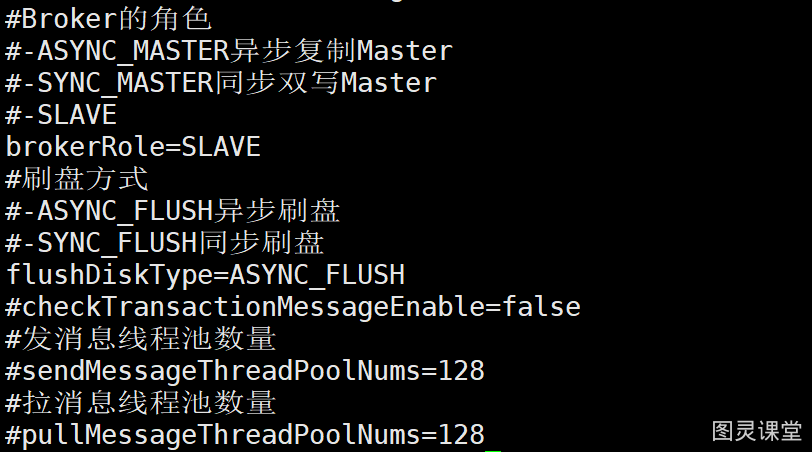 #Broker的角色
#-ASYNC_MASTER异步复制Master
#-SYNC_MASTER同步双写Master
#-SLAVE
brokerRole=SLAVE
#刷盘方式
#-ASYNC_FLUSH异步刷盘
#-SYNC_FLUSH同步刷盘
flushDiskType=ASYNC_FLUSH
#checkTransactionMessageEnable=false
#发消息线程池数量
#sendMessageThreadPoolNums=128
#拉消息线程池数量
#pullMessageThreadPoolNums=128
图灵课堂